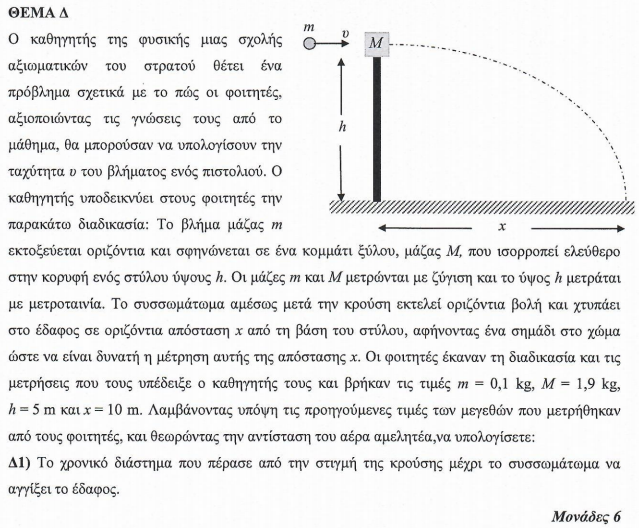 ΘΕΜΑ Δ
Ο καθηγητής της φυσικής μιας σχολής
αξιωματικών του στρατού θέτει ένα
πρόβλημα σχετικά με το πώς οι φοιτητές,
αξιοποιώντας τις γνώσεις τους από το
μάθημα, θα μπορούσαν να υπολογίσουν την
ταχύτητα υ του βλήματος ενός πιστολιού. Ο
καθηγητής υποδεικνύει στους φοιτητές την
παρακάτω διαδικασία: Το βλήμα μάζας m
εκτοξεύεται οριζόντια και σφηνώνεται σε ένα κομμάτι ξύλου, μάζας M, που ισορροπεί ελεύθερο
στην κορυφή ενός στύλου ύψους h. Οι μάζες m και M μετρώνται με ζύγιση και το ύψος h μετράται
με μετροταινία. Το συσσωμάτωμα αμέσως μετά την κρούση εκτελεί οριζόντια βολή και χτυπάει
στο έδαφος σε οριζόντια απόσταση x από τη βάση του στύλου, αφήνοντας ένα σημάδι στο χώμα
ώστε να είναι δυνατή η μέτρηση αυτής της απόστασης x. Οι φοιτητές έκαναν τη διαδικασία και τις
μετρήσεις που τους υπέδειξε ο καθηγητής τους και βρήκαν τις τιμές m = 0,1 kg, M = 1,9 kg,
h = 5 m και x = 10 m. Λαμβάνοντας υπόψη τις προηγούμενες τιμές των μεγεθών που μετρήθηκαν
από τους φοιτητές, και θεωρώντας την αντίσταση του αέρα αμελητέα,να υπολογίσετε:
Δ1) Το χρονικό διάστημα που πέρασε από την στιγμή της κρούσης μέχρι το συσσωμάτωμα να
αγγίξει το έδαφος.
Μονάδες 6
m
υ
M
h
x